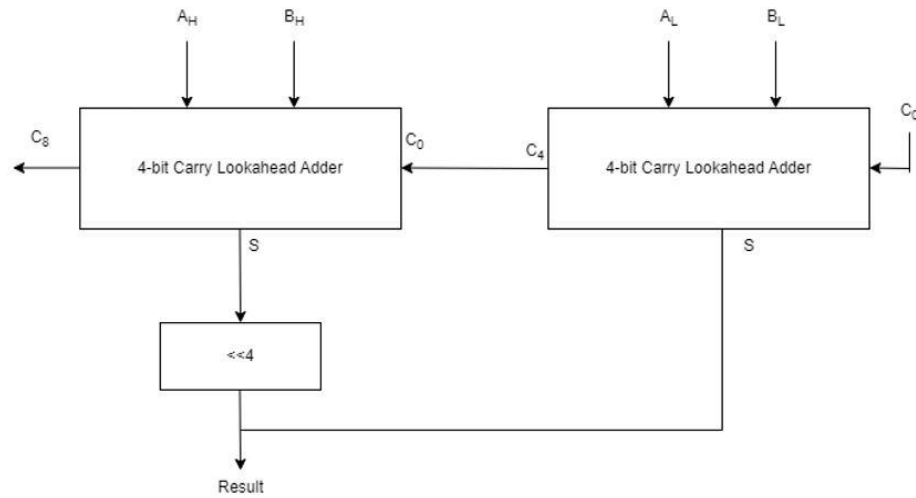 A_H B_H A_L B_L
C_8 4-bit Carry Lookahead Adder C_0 C_4 4-bit Carry Lookahead Adder C_0
S S
<<4
Result